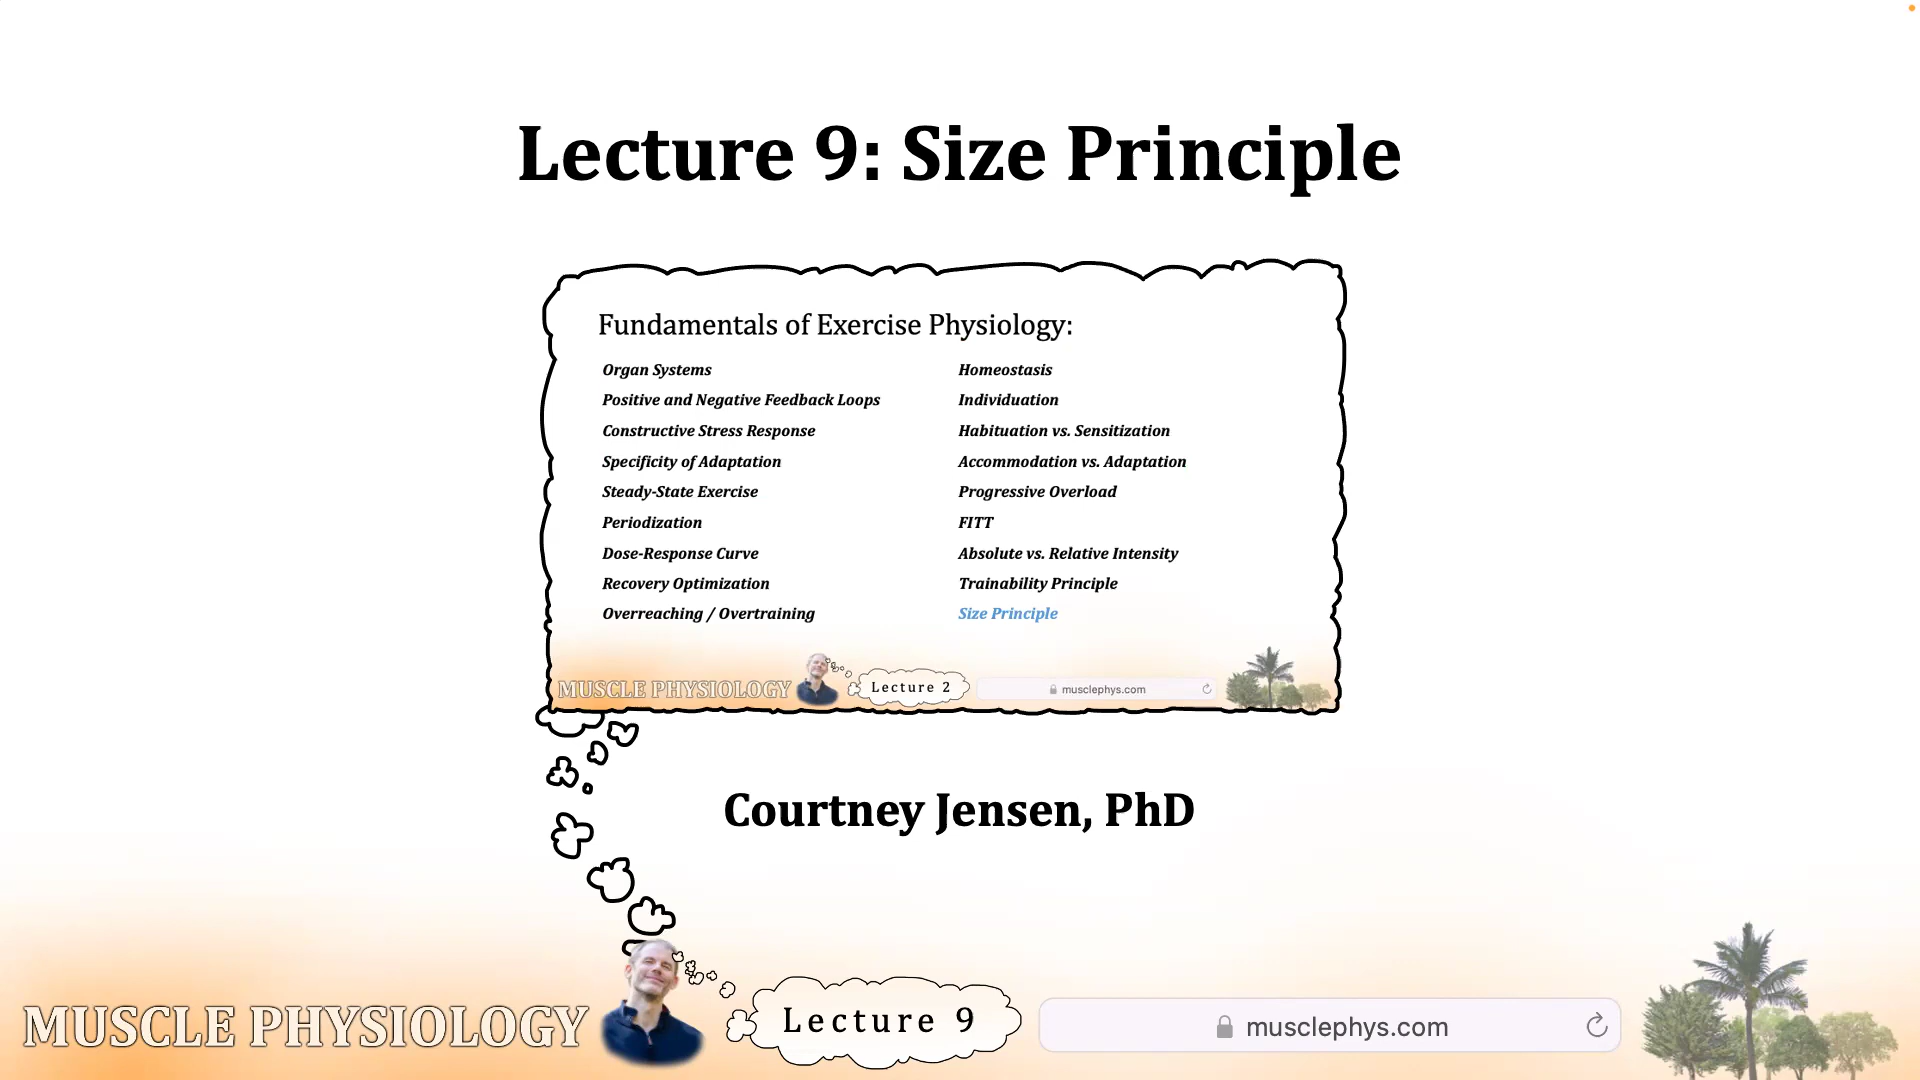 Lecture 9: Size Principle
Fundamentals of Exercise Physiology:
Organ Systems
Positive and Negative Feedback Loops
Constructive Stress Response
Specificity of Adaptation
Steady-State Exercise
Periodization
Dose-Response Curve
Recovery Optimization
Overreaching / Overtraining
Homeostasis
Individuation
Habituation vs. Sensitization
Accommodation vs. Adaptation
Progressive Overload
FITT
Absolute vs. Relative Intensity
Trainability Principle
Size Principle
MUSCLE PHYSIOLOGY
Lecture 2
musclephys.com
Courtney Jensen, PhD
MUSCLE PHYSIOLOGY
Lecture 9
musclephys.com